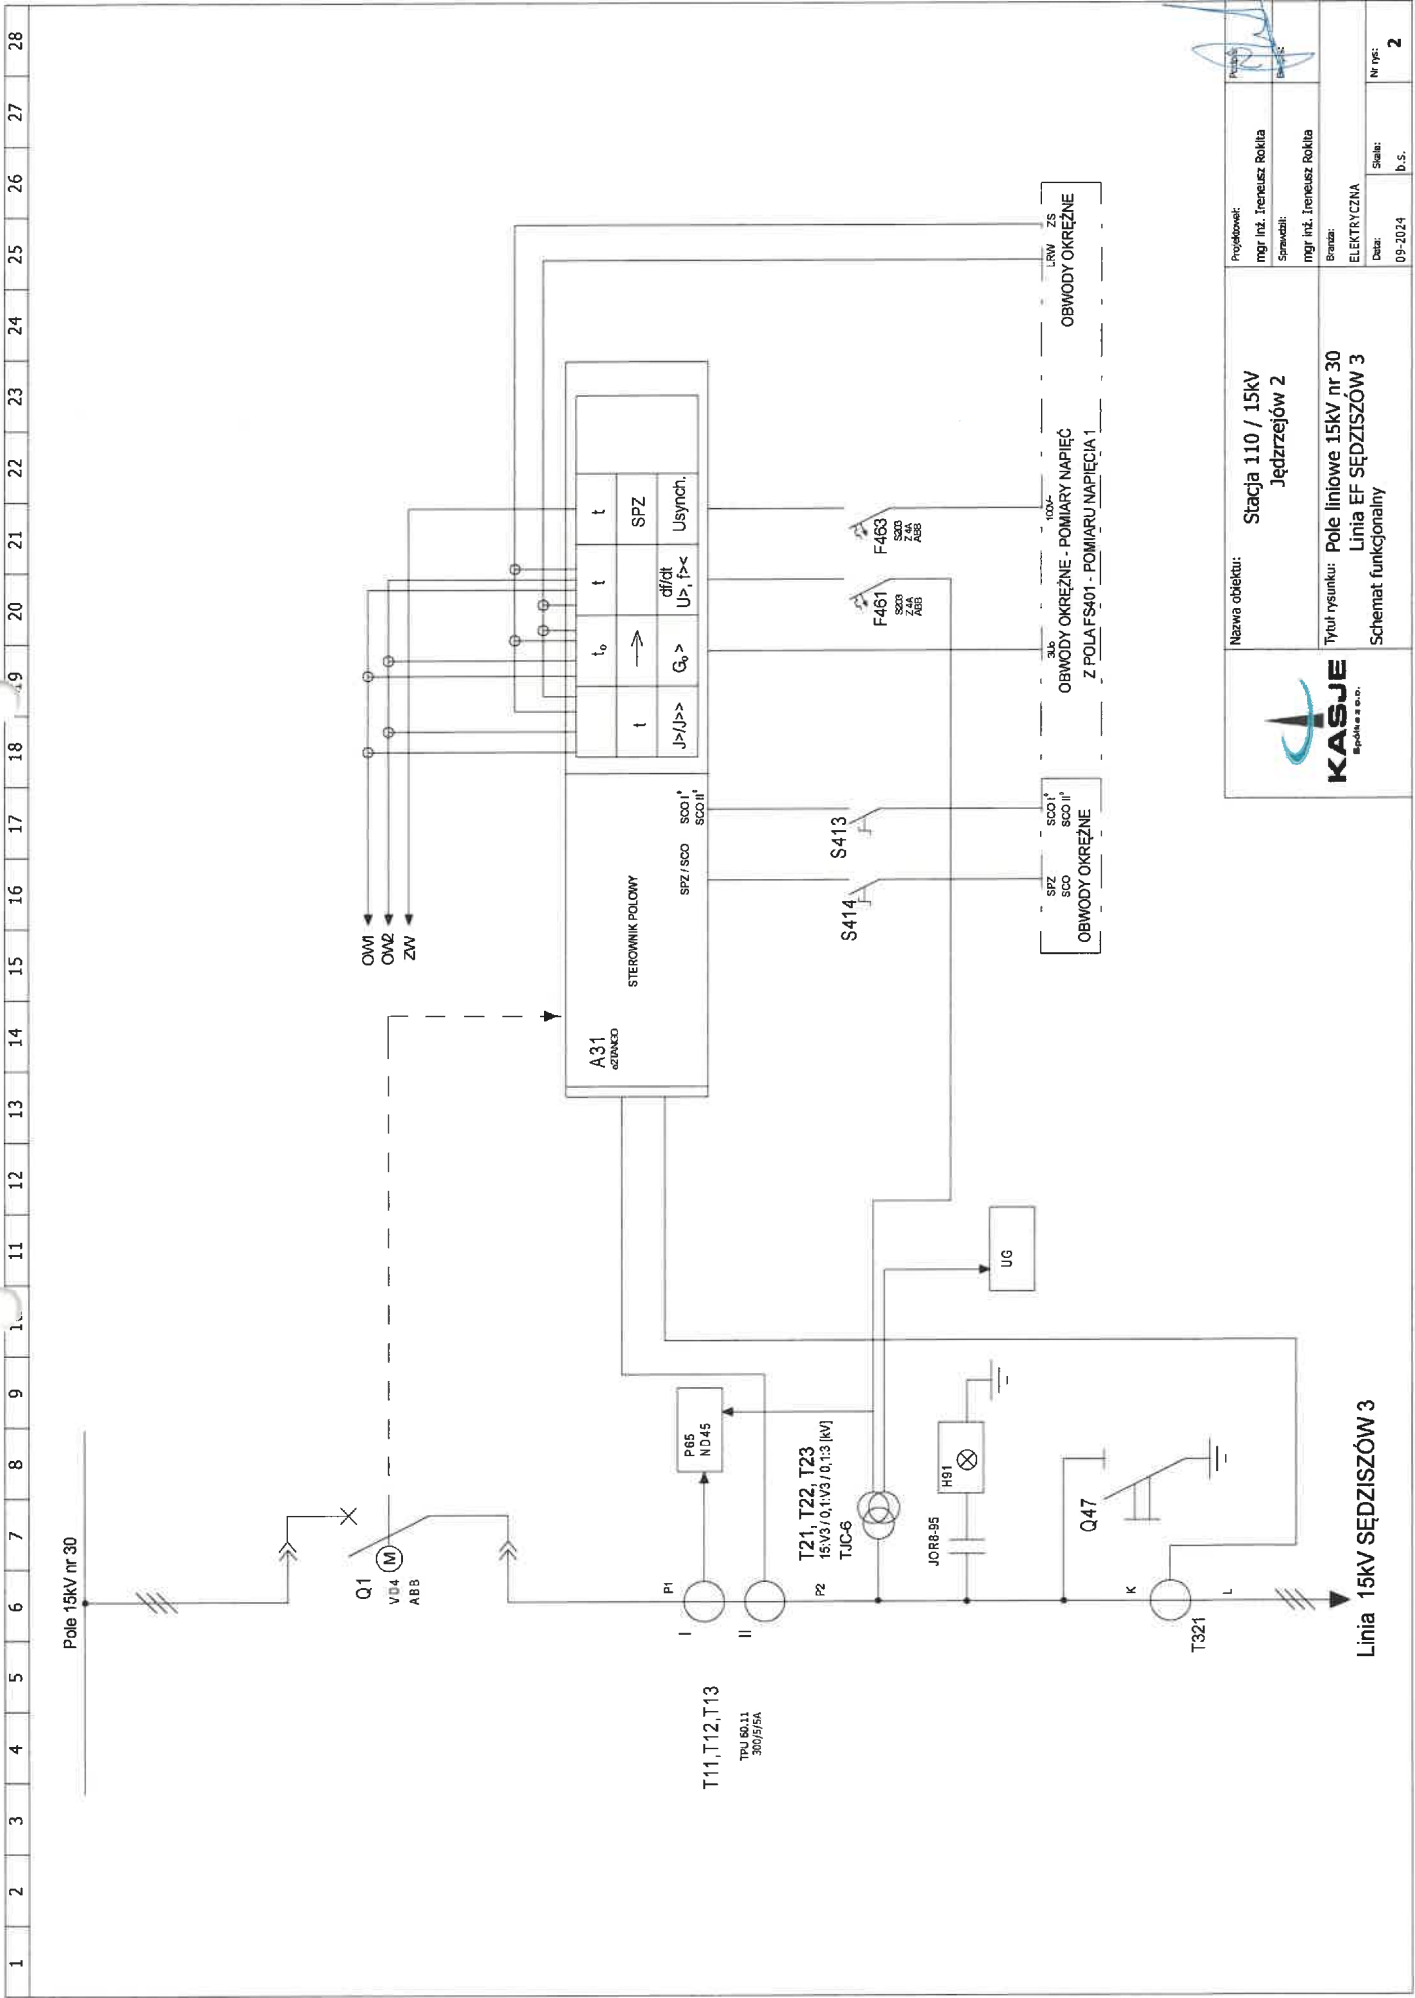 1 2 3 4 5 6 7 8 9 11 12 13 14 15 16 17 18 19 20 21 22 23 24 25 26 27 28
Pole 15kV nr 30
Q1
M
VD4
ABB
OW1
OW2
ZW
A31
STEROWNIK POLOWY
SPZ / SCO
SCO I°
SCO II°
t
t₀
t
t
SPZ
J>/J>>
G₀ >
df/dt
U>, f><
Usynch.
T11,T12,T13
TPU 60.11
300/5/5A
I
II
P1
P2
P65
ND45
T21, T22, T23
15:V3 / 0,1:V3 / 0,1:3 [kV]
TJC-6
JOR8-95
H91
UG
S414
S413
F461
S203
Z 4A
ABB
F463
S203
Z 4A
ABB
SPZ
SCO
SCO I°
SCO II°
OBWODY OKRĘŻNE
3U₀
100V~
OBWODY OKRĘŻNE - POMIARY NAPIĘĆ
Z POLA FS401 - POMIARU NAPIĘCIA 1
LRW
ZS
OBWODY OKRĘŻNE
Q47
K
L
T321
Linia 15kV SĘDZISZÓW 3
KASJE
Spółka z o.o.
Nazwa obiektu:
Stacja 110 / 15kV
Jędrzejów 2
Tytuł rysunku: Pole liniowe 15kV nr 30
Linia EF SĘDZISZÓW 3
Schemat funkcjonalny
Projektował:
mgr inż. Ireneusz Rokita
Sprawdził:
mgr inż. Ireneusz Rokita
Branża:
ELEKTRYCZNA
Data:
09-2024
Skala:
b.s.
Nr rys:
2